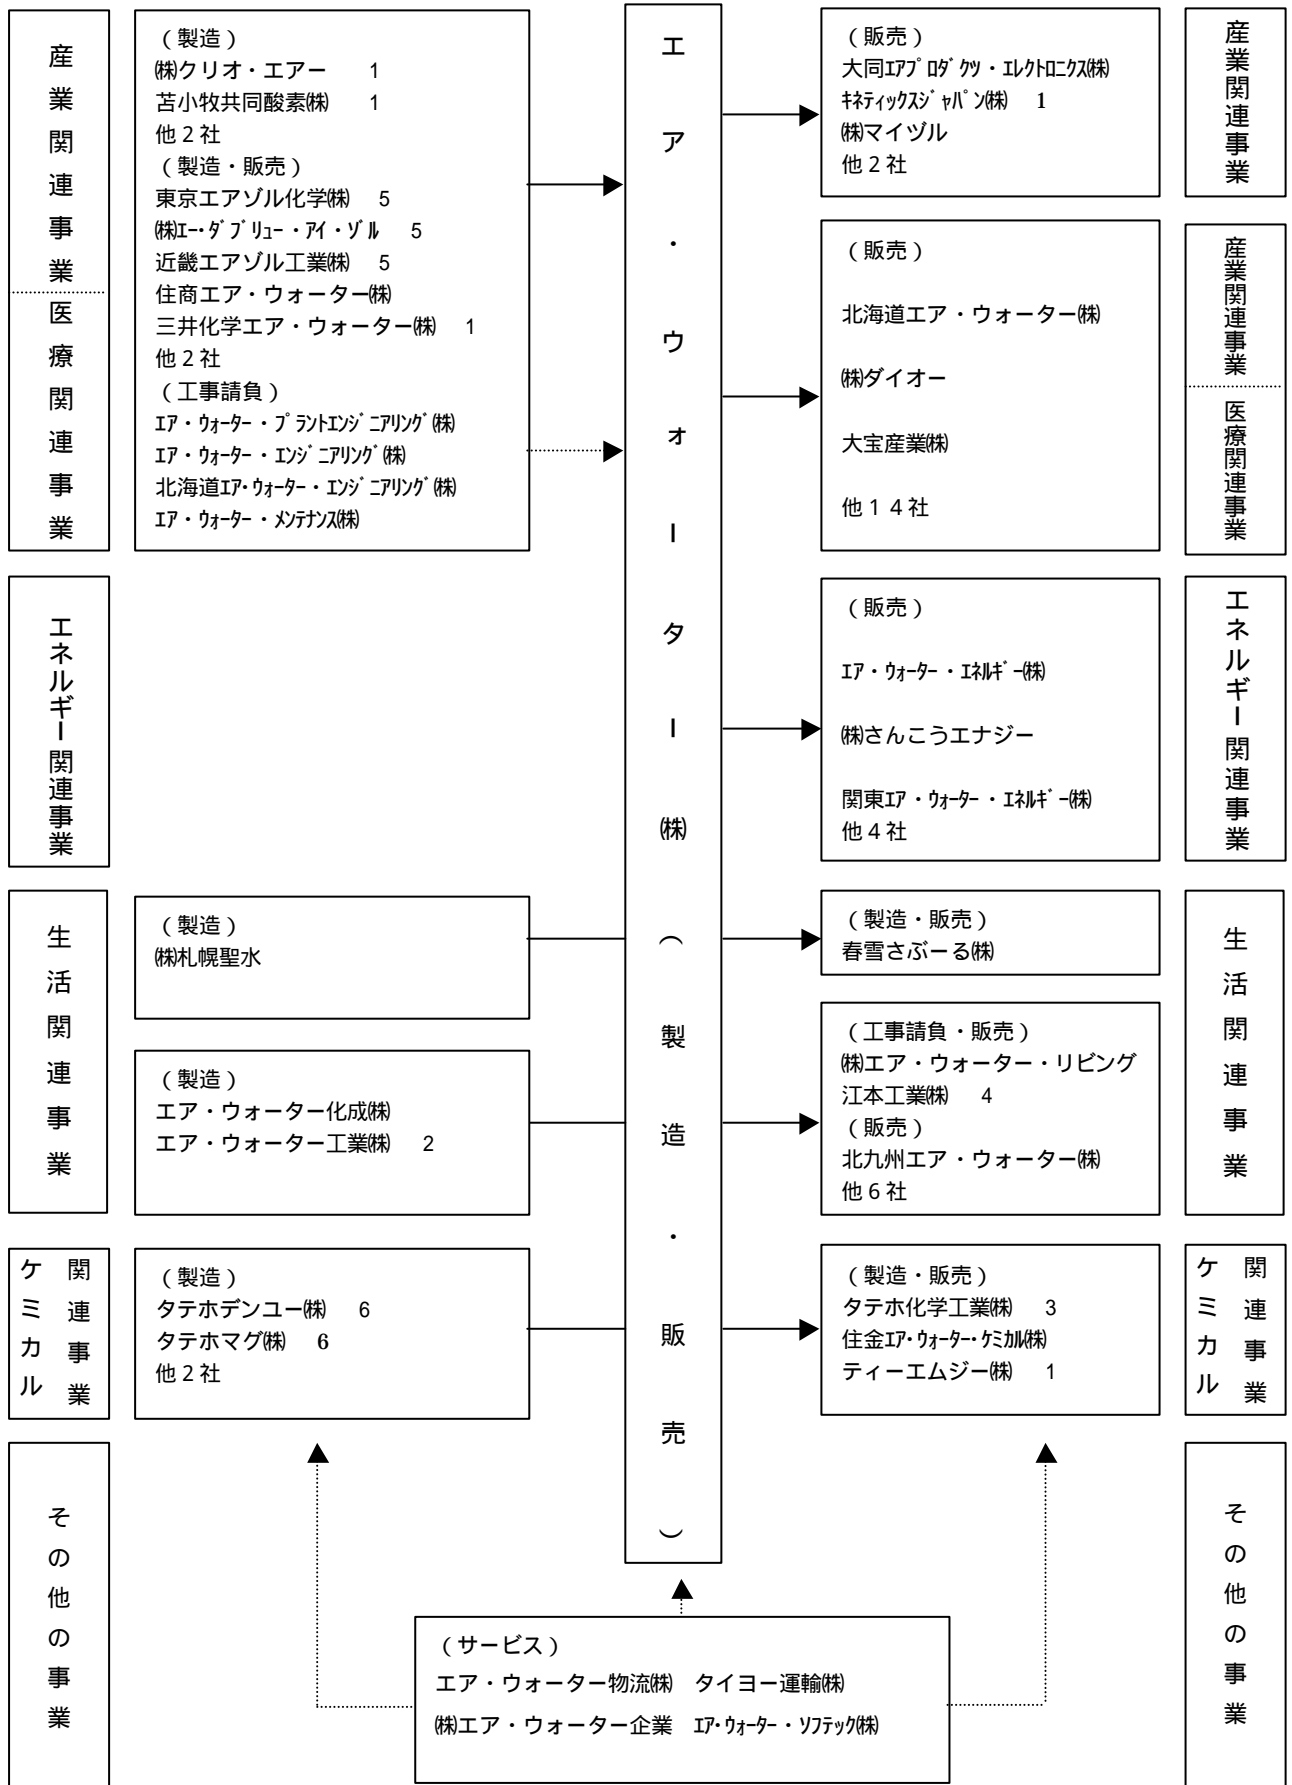 産業関連事業
医療関連事業
（製造）
㈱クリオ・エアー　1
苫小牧共同酸素㈱　1
他２社
（製造・販売）
東京エアゾル化学㈱　5
㈱ｴｰ・ﾀﾞﾌﾞﾘｭｰ・ｱｲ・ｿﾞﾙ　5
近畿エアゾル工業㈱　5
住商エア・ウォーター㈱
三井化学エア・ウォーター㈱　1
他２社
（工事請負）
ｴｱ・ｳｫｰﾀｰ・ﾌﾟﾗﾝﾄｴﾝｼﾞﾆｱﾘﾝｸﾞ㈱
ｴｱ・ｳｫｰﾀｰ・ｴﾝｼﾞﾆｱﾘﾝｸﾞ㈱
北海道ｴｱ･ｳｫｰﾀｰ・ｴﾝｼﾞﾆｱﾘﾝｸﾞ㈱
ｴｱ・ｳｫｰﾀｰ・ﾒﾝﾃﾅﾝｽ㈱
エア・ウォーター㈱（製造・販売）
（販売）
大同ｴｱﾌﾟﾛﾀﾞｸﾂ・ｴﾚｸﾄﾛﾆｸｽ㈱
ｷﾈﾃｨｯｸｽｼﾞｬﾊﾟﾝ㈱　1
㈱マイゾル
他２社
産業関連事業
（販売）
北海道エア・ウォーター㈱
㈱ダイオー
大宝産業㈱
他１４社
産業関連事業
医療関連事業
エネルギー関連事業
（販売）
ｴｱ・ｳｫｰﾀｰ・ｴﾈﾙｷﾞｰ㈱
㈱さんこうエナジー
関東ｴｱ・ｳｫｰﾀｰ・ｴﾈﾙｷﾞｰ㈱
他４社
エネルギー関連事業
生活関連事業
（製造）
㈱札幌聖水
（製造・販売）
春雪さぶーる㈱
生活関連事業
（製造）
エア・ウォーター化成㈱
エア・ウォーター工業㈱　2
（工事請負・販売）
㈱エア・ウォーター・リビング
江本工業㈱　4
（販売）
北九州エア・ウォーター㈱
他６社
ケミカル
関連事業
（製造）
タテホデンユー㈱　6
タテホマグ㈱　6
他２社
（製造・販売）
タテホ化学工業㈱　3
住金ｴｱ･ｳｫｰﾀｰ･ｹﾐｶﾙ㈱
ティーエムジー㈱　1
ケミカル
関連事業
その他の事業
（サービス）
エア・ウォーター物流㈱　タイヨー運輸㈱
㈱エア・ウォーター企業　ｴｱ･ｳｫｰﾀｰ・ｿﾌﾃｯｸ㈱
その他の事業